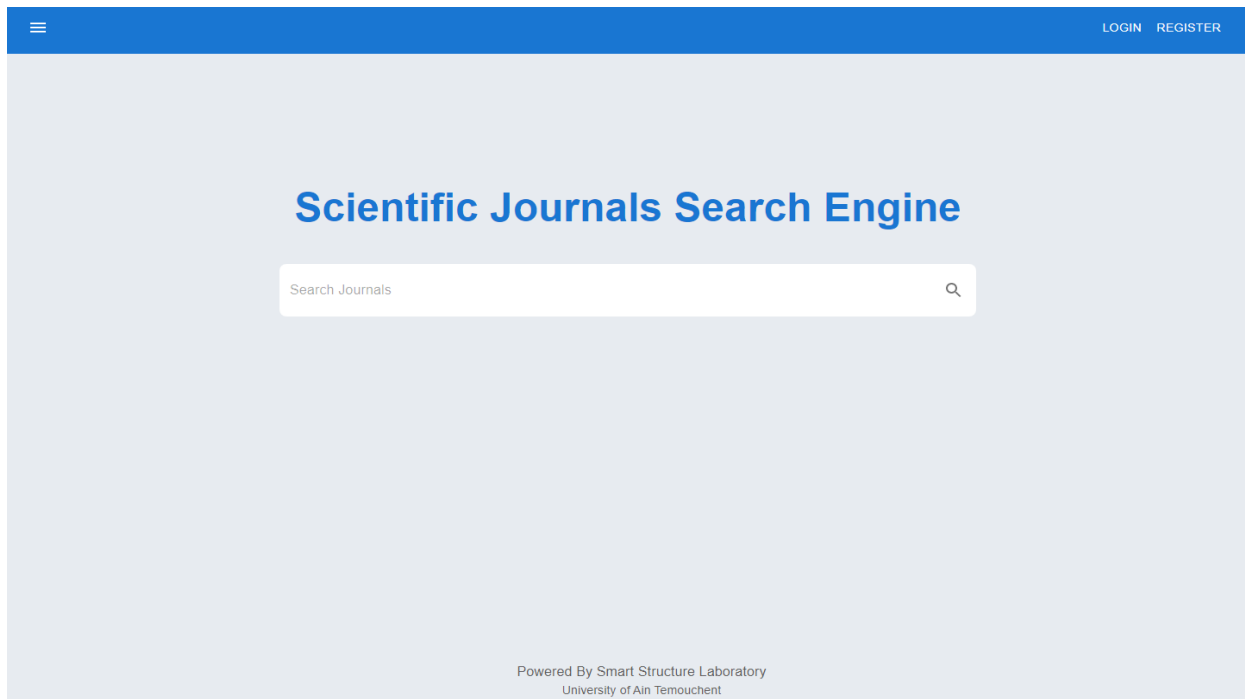 LOGIN REGISTER
Scientific Journals Search Engine
Search Journals
Powered By Smart Structure Laboratory
University of Ain Temouchent